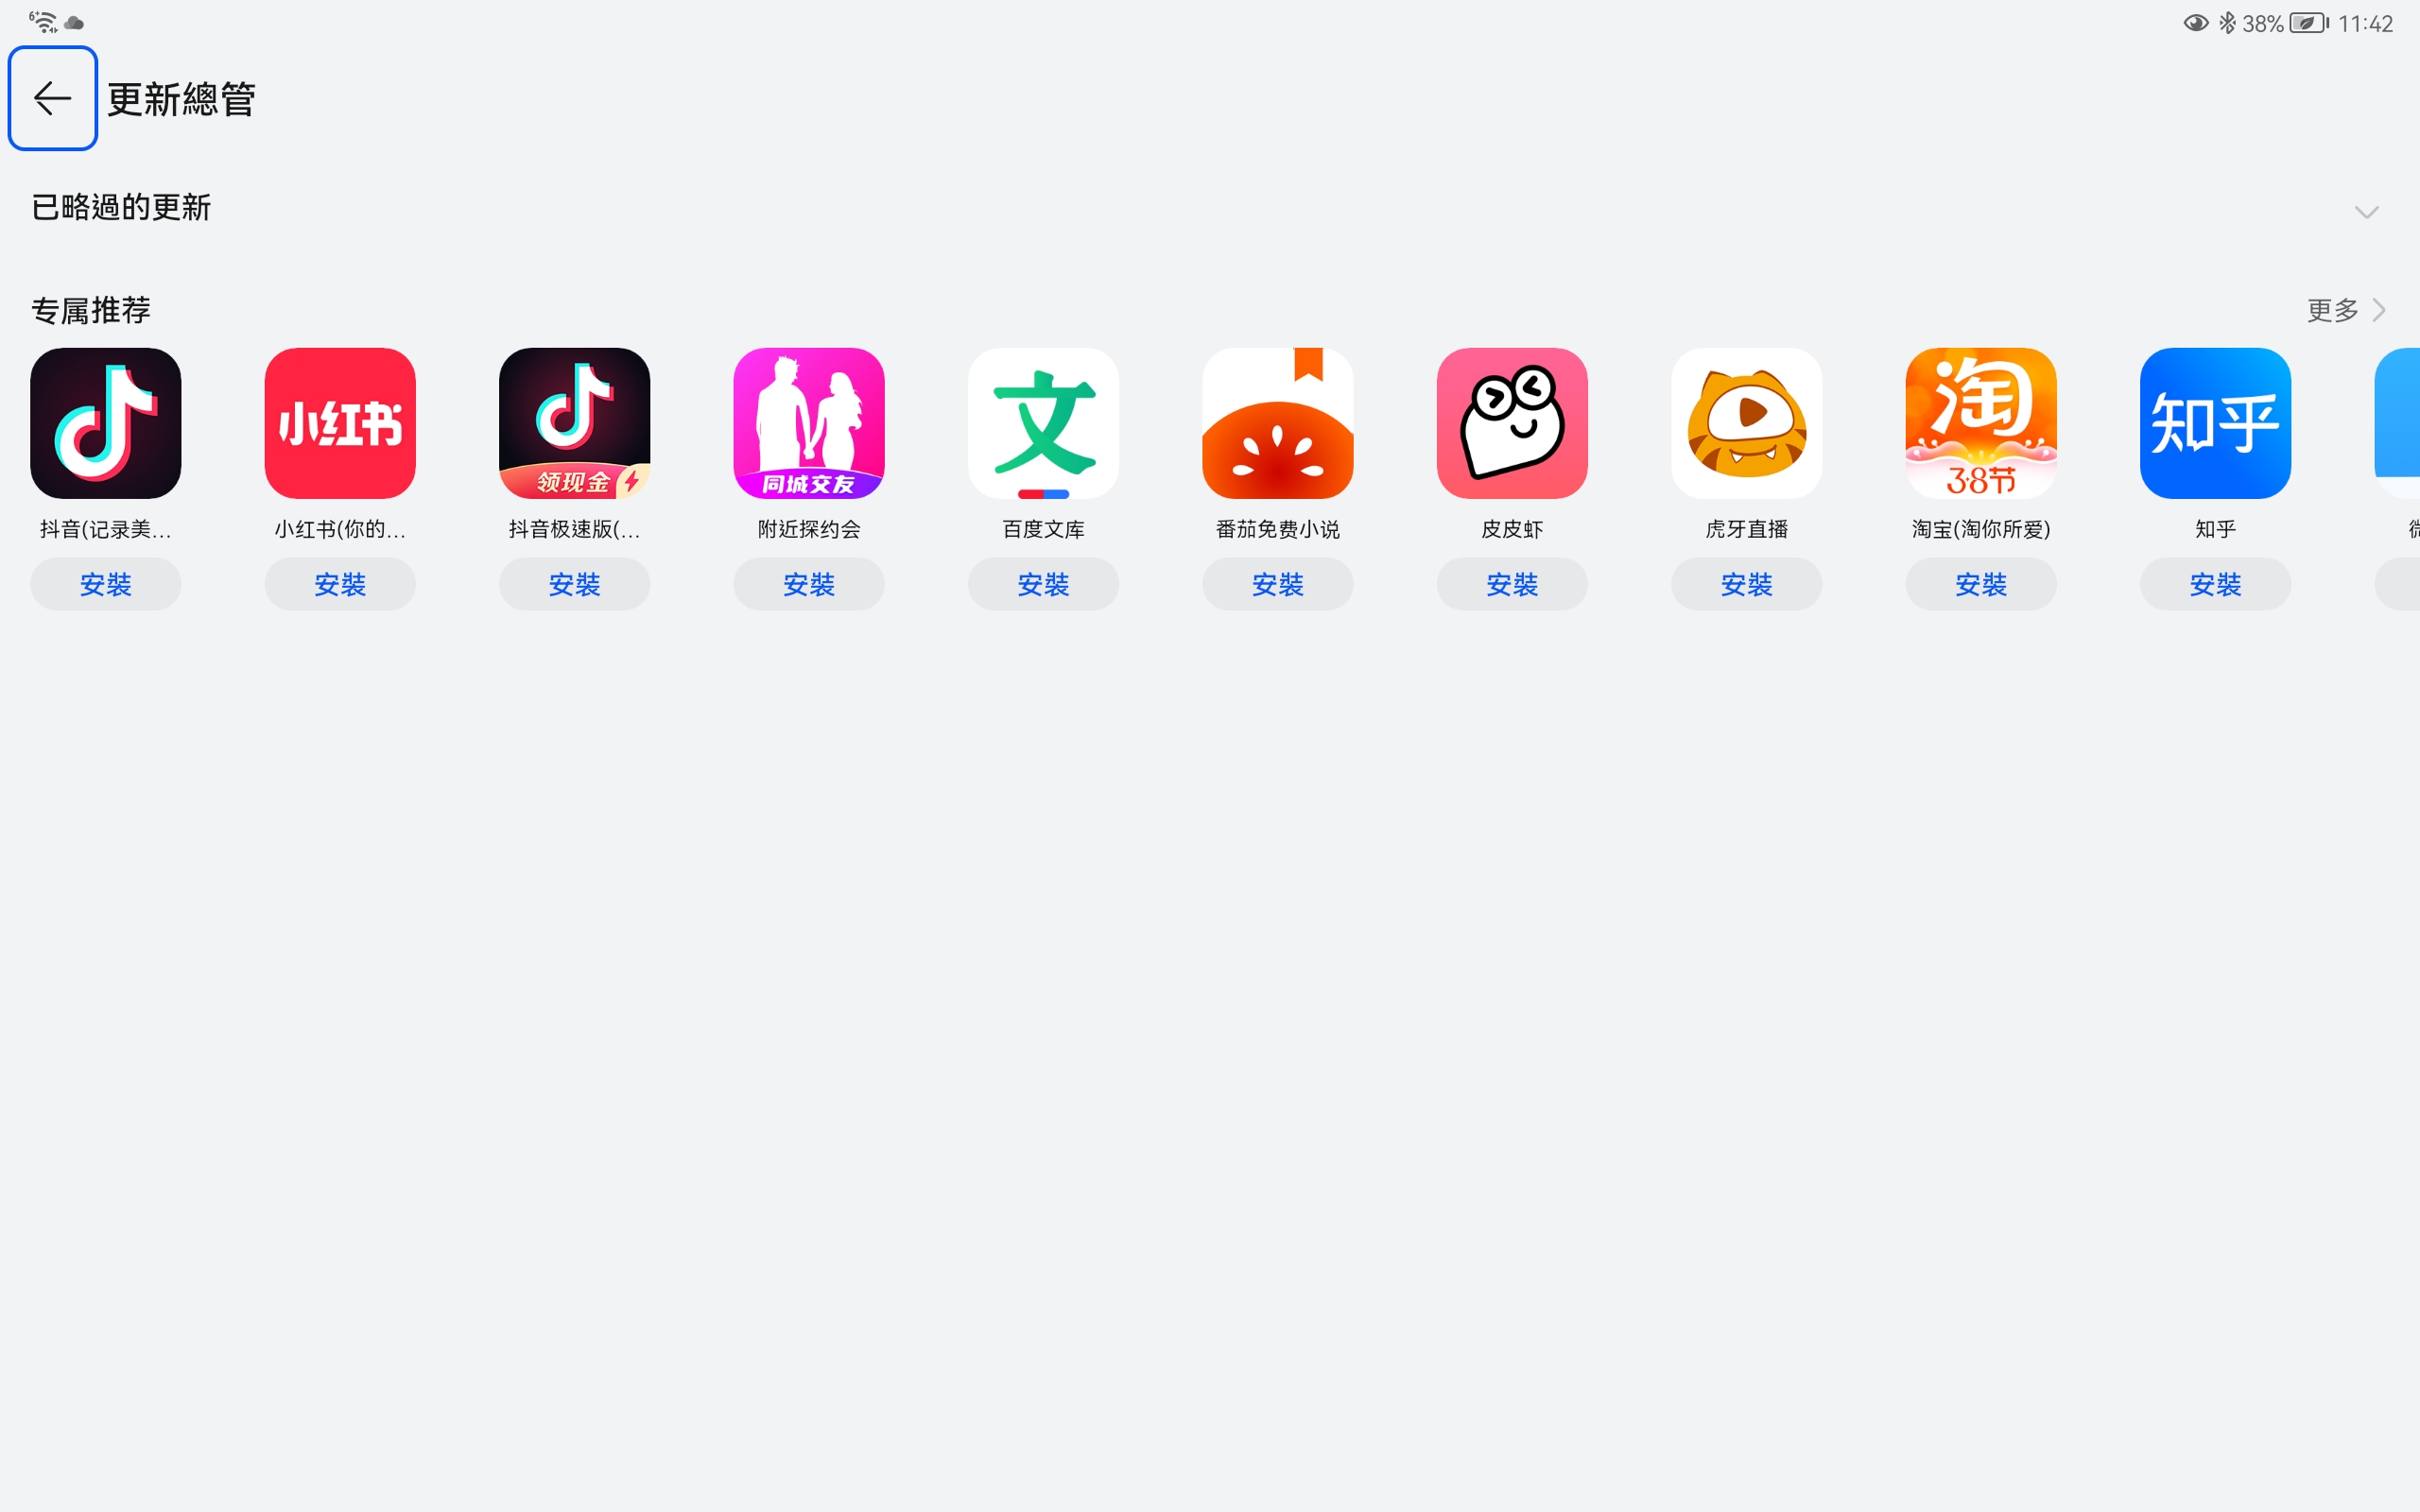 6+
38% 11:42
更新總管
已略過的更新
专属推荐 更多
小红书
领现金
同城交友
文
淘
3.8节
知乎
抖音(记录美... 小红书(你的... 抖音极速版(... 附近探约会 百度文库 番茄免费小说 皮皮虾 虎牙直播 淘宝(淘你所爱) 知乎
安裝 安裝 安裝 安裝 安裝 安裝 安裝 安裝 安裝 安裝